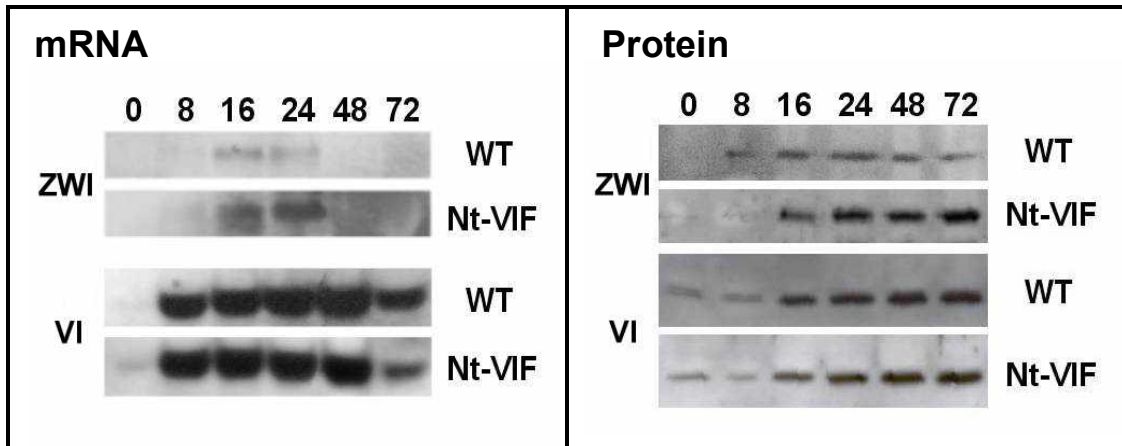 mRNA
0 8 16 24 48 72
ZWI
WT
Nt-VIF
VI
WT
Nt-VIF
Protein
0 8 16 24 48 72
ZWI
WT
Nt-VIF
VI
WT
Nt-VIF